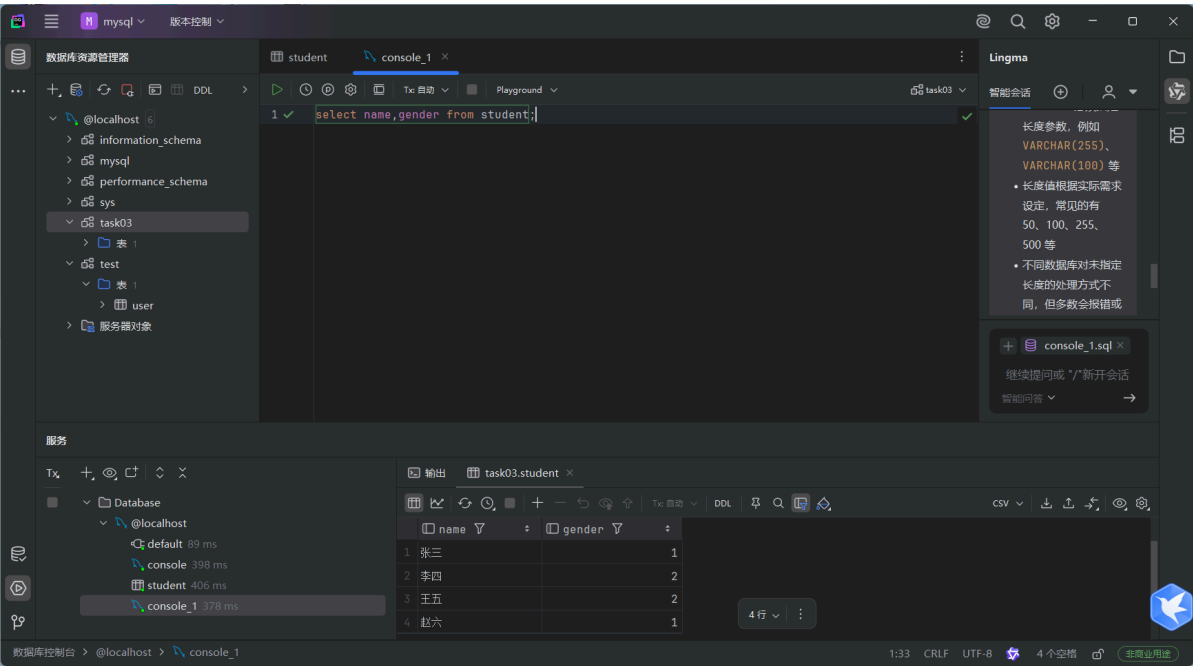 M mysql 版本控制
数据库资源管理器
DDL
@localhost 6
information_schema
mysql
performance_schema
sys
task03
表 1
test
表 1
user
服务器对象
student console_1
Tx: 自动 Playground task03
1 select name,gender from student;
Lingma
智能会话
长度参数，例如
VARCHAR(255)、
VARCHAR(100) 等
• 长度值根据实际需求
设定，常见的有
50、100、255、
500 等
• 不同数据库对未指定
长度的处理方式不
同，但多数会报错或
console_1.sql
继续提问或 "/"新开会话
智能问答
服务
Tx
Database
@localhost
default 89 ms
console 398 ms
student 406 ms
console_1 378 ms
输出 task03.student
Tx: 自动 DDL CSV
name gender
1 张三 1
2 李四 2
3 王五 2
4 赵六 1
4 行
数据库控制台 > @localhost > console_1
1:33 CRLF UTF-8 4 个空格 非商业用途